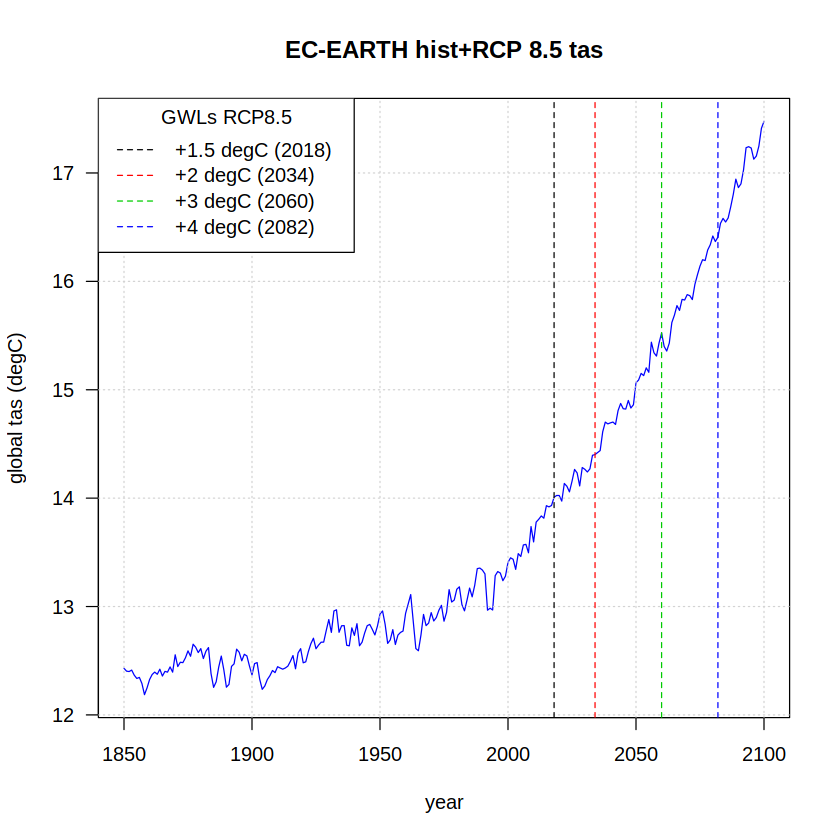 EC-EARTH hist+RCP 8.5 tas
GWLs RCP8.5
+1.5 degC (2018)
+2 degC (2034)
+3 degC (2060)
+4 degC (2082)
global tas (degC)
17
16
15
14
13
12
1850 1900 1950 2000 2050 2100
year